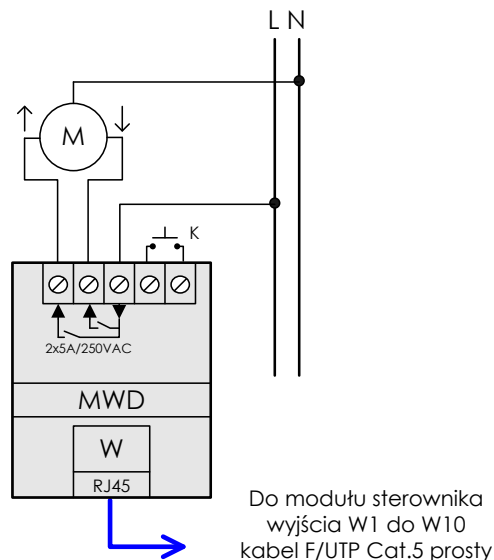 L N
M
K
2x5A/250VAC
MWD
W
RJ45
Do modułu sterownika
wyjścia W1 do W10
kabel F/UTP Cat.5 prosty